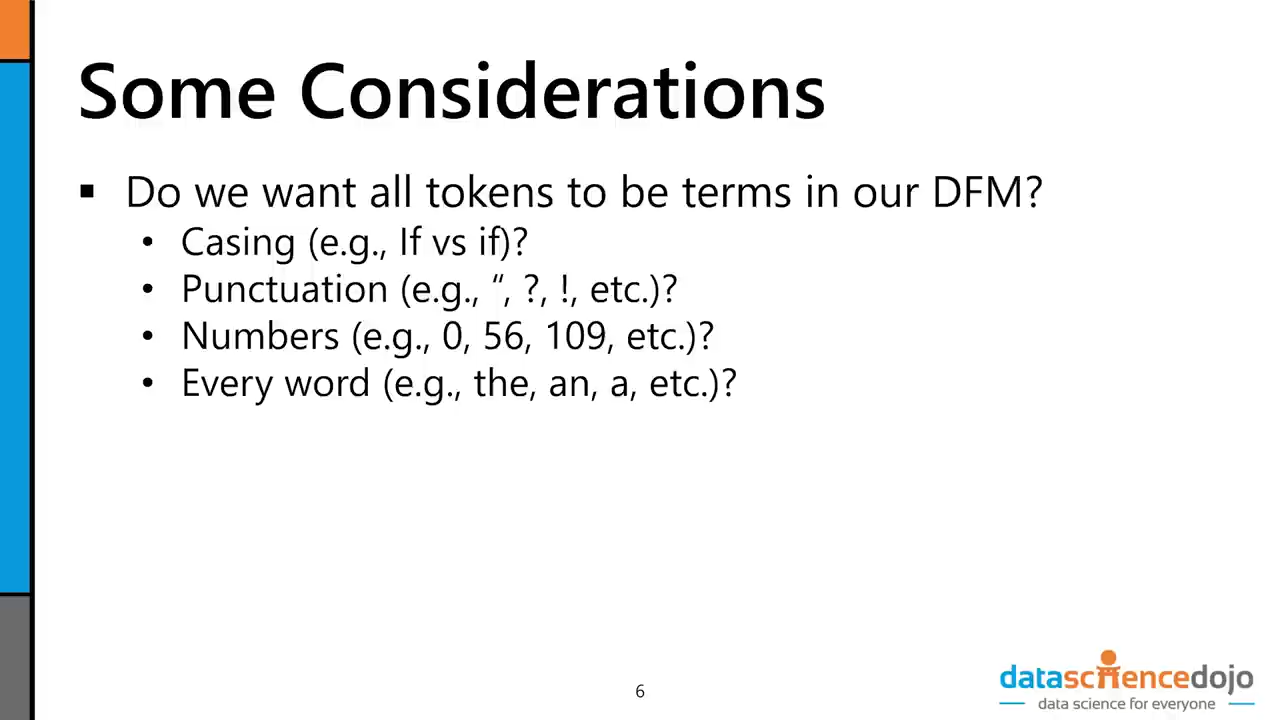 Some Considerations
▪ Do we want all tokens to be terms in our DFM?
• Casing (e.g., If vs if)?
• Punctuation (e.g., “, ?, !, etc.)?
• Numbers (e.g., 0, 56, 109, etc.)?
• Every word (e.g., the, an, a, etc.)?
6
datasciencedojo
data science for everyone